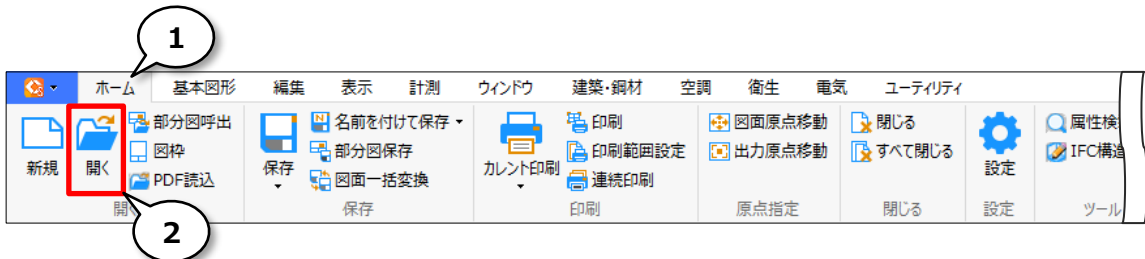 1
ホーム 基本図形 編集 表示 計測 ウィンドウ 建築・鋼材 空調 衛生 電気 ユーティリティ
新規
開く
部分図呼出
図枠
PDF読込
開く
保存
名前を付けて保存
部分図保存
図面一括変換
保存
カレント印刷
印刷
印刷範囲設定
連続印刷
印刷
図面原点移動
出力原点移動
原点指定
閉じる
すべて閉じる
閉じる
設定
設定
属性検
IFC構造
ツール
2